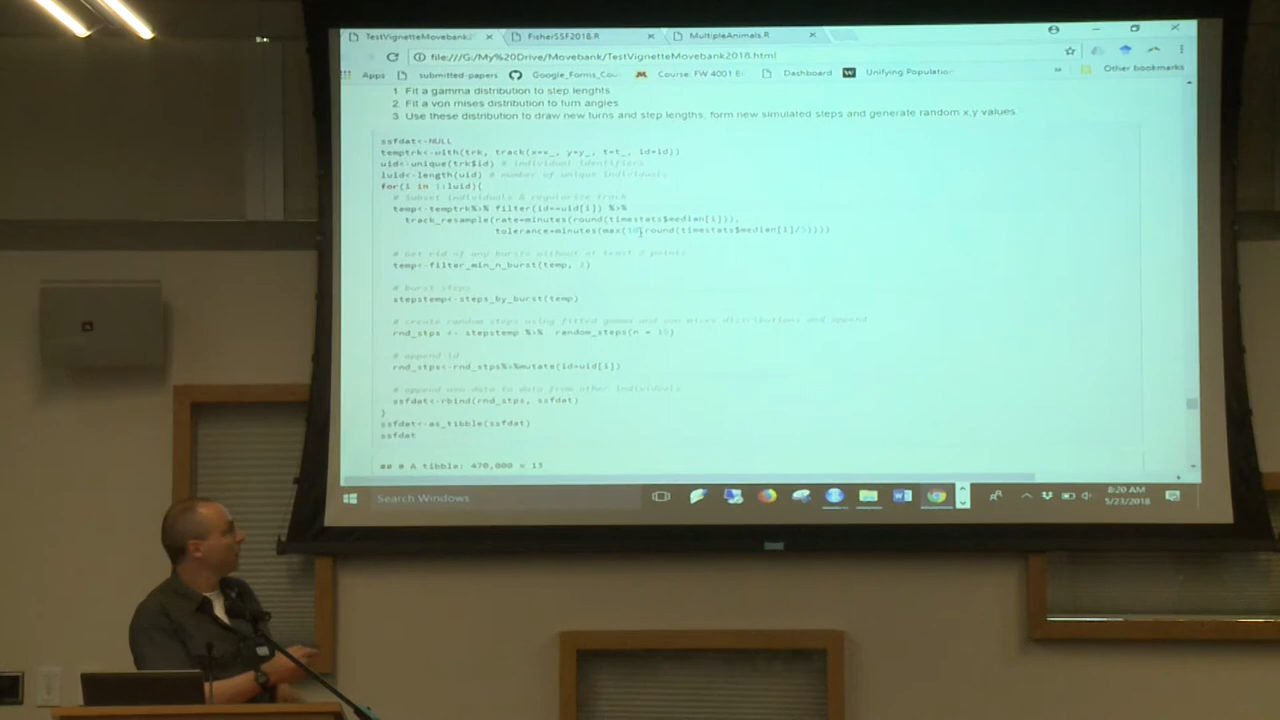 TestVignetteMovebank
FisherSSF2018.R
MultipleAnimals.R
file:///G:/My%20Drive/Movebank/TestVignetteMovebank2018.html
Apps
submitted-papers
Google_Forms_Cou
Course: FW 4001 Bi
Dashboard
Unifying Population
Other bookmarks
1. Fit a gamma distribution to step lenghts
2. Fit a von mises distribution to turn angles
3. Use these distribution to draw new turns and step lengths, form new simulated steps and generate random x,y values.
ssfdat<-NULL
temptrk<-with(trk, track(x=x_, y=y_, t=t_, id=id))
uid<-unique(trk$id) # individual identifiers
luid<-length(uid) # number of unique individuals
for(i in 1:luid){
# Subset individuals & regularize track
temp<-temptrk%>% filter(id==uid[i]) %>%
track_resample(rate=minutes(round(timestats$median[i])),
tolerance=minutes(max(10,round(timestats$median[i]/5))))
# Get rid of any bursts without at least 2 points
temp<-filter_min_n_burst(temp, 2)
# burst steps
stepstemp<-steps_by_burst(temp)
# create random steps using fitted gamma and von mises distributions and append
rnd_stps <- stepstemp %>% random_steps(n = 15)
# append id
rnd_stps<-rnd_stps%>%mutate(id=uid[i])
# append new data to data from other individuals
ssfdat<-rbind(rnd_stps, ssfdat)
}
ssfdat<-as_tibble(ssfdat)
ssfdat
## # A tibble: 470,000 x 13
Search Windows
8:20 AM
5/23/2018